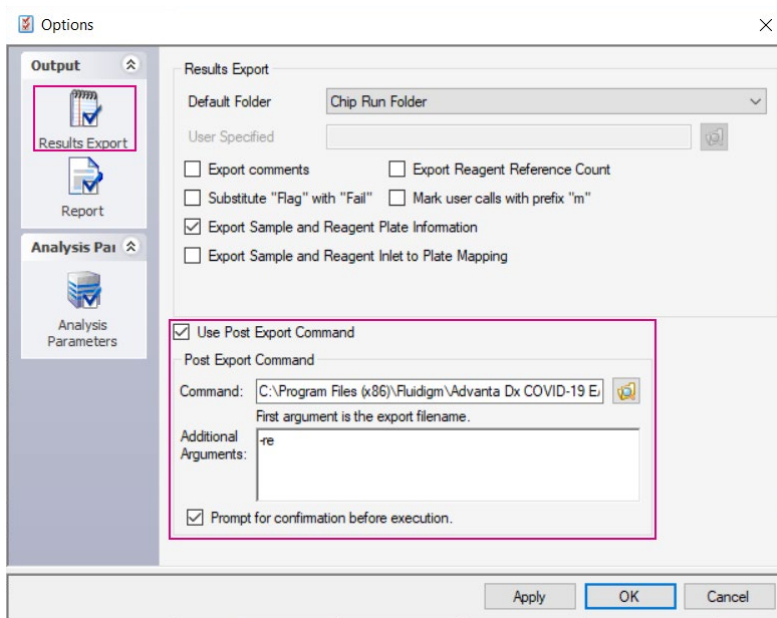 Options
Output
Results Export
Report
Analysis Par
Analysis
Parameters
Results Export
Default Folder
Chip Run Folder
User Specified
Export comments
Export Reagent Reference Count
Substitute "Flag" with "Fail"
Mark user calls with prefix "m"
Export Sample and Reagent Plate Information
Export Sample and Reagent Inlet to Plate Mapping
Use Post Export Command
Post Export Command
Command:
C:\Program Files (x86)\Fluidigm\Advanta Dx COVID-19 E
First argument is the export filename.
Additional
Arguments:
-re
Prompt for confirmation before execution.
Apply
OK
Cancel